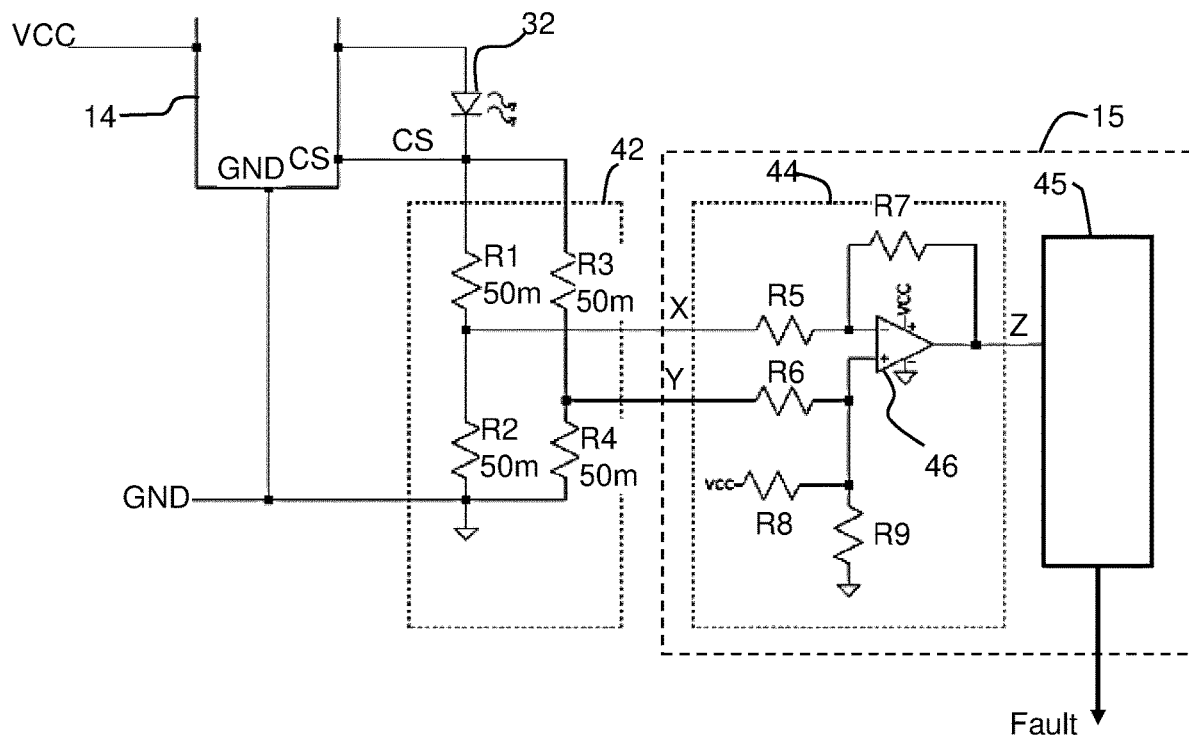 VCC
32
14
CS
GND CS
42
15
44
45
R7
R1
50m
R3
50m
R5
X
VCC
Z
+
-
+
-
Y
R6
R2
50m
R4
50m
46
VCC
R8
R9
GND
Fault